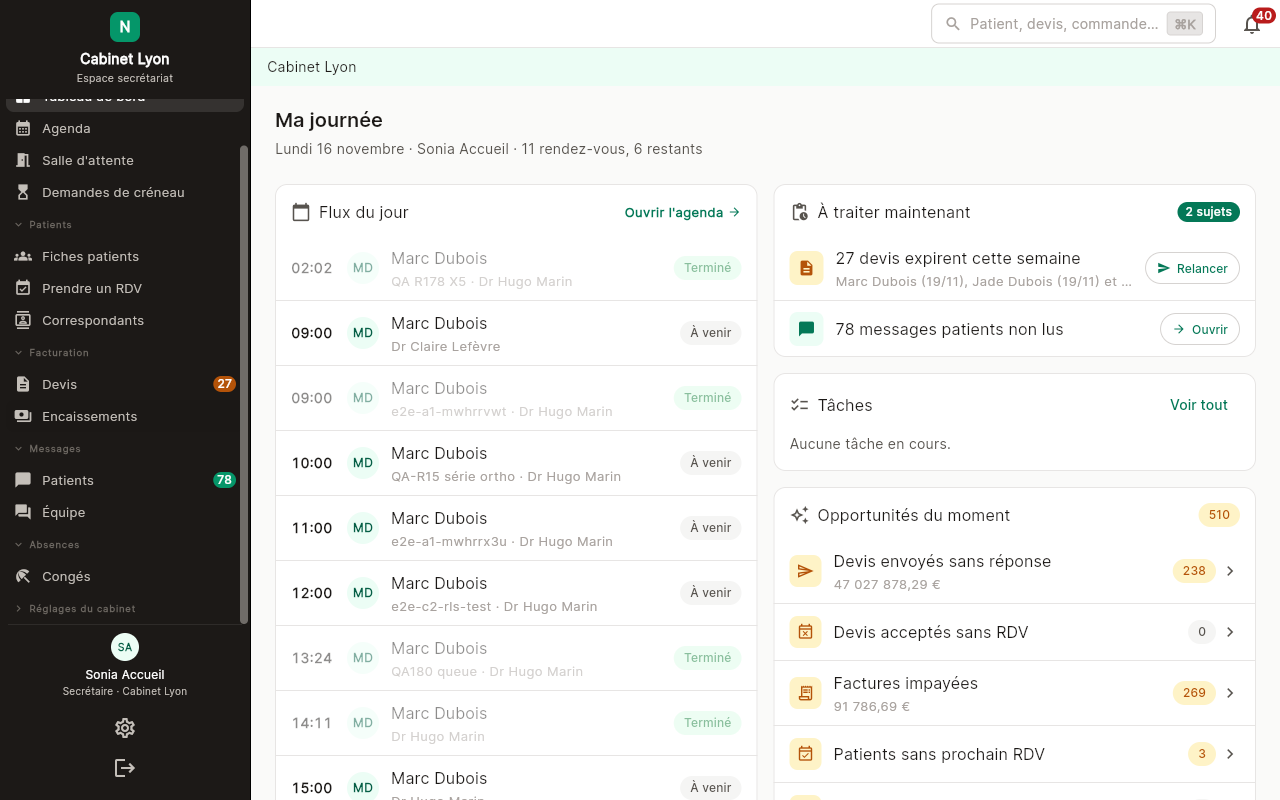 N
Cabinet Lyon
Espace secrétariat
Tableau de bord
Agenda
Salle d'attente
Demandes de créneau
Patients
Fiches patients
Prendre un RDV
Correspondants
Facturation
Devis
27
Encaissements
Messages
Patients
78
Équipe
Absences
Congés
Réglages du cabinet
SA
Sonia Accueil
Secrétaire · Cabinet Lyon
Patient, devis, commande...
⌘K
40
Cabinet Lyon
Ma journée
Lundi 16 novembre · Sonia Accueil · 11 rendez-vous, 6 restants
Flux du jour
Ouvrir l'agenda →
02:02
MD
Marc Dubois
QA R178 X5 · Dr Hugo Marin
Terminé
09:00
MD
Marc Dubois
Dr Claire Lefèvre
À venir
09:00
MD
Marc Dubois
e2e-a1-mwhrrvwt · Dr Hugo Marin
Terminé
10:00
MD
Marc Dubois
QA-R15 série ortho · Dr Hugo Marin
À venir
11:00
MD
Marc Dubois
e2e-a1-mwhrrx3u · Dr Hugo Marin
À venir
12:00
MD
Marc Dubois
e2e-c2-rls-test · Dr Hugo Marin
À venir
13:24
MD
Marc Dubois
QA180 queue · Dr Hugo Marin
Terminé
14:11
MD
Marc Dubois
Dr Hugo Marin
Terminé
15:00
MD
Marc Dubois
Dr Hugo Marin
À venir
À traiter maintenant
2 sujets
27 devis expirent cette semaine
Marc Dubois (19/11), Jade Dubois (19/11) et ...
Relancer
78 messages patients non lus
Ouvrir
Tâches
Voir tout
Aucune tâche en cours.
Opportunités du moment
510
Devis envoyés sans réponse
47 027 878,29 €
238
Devis acceptés sans RDV
0
Factures impayées
91 786,69 €
269
Patients sans prochain RDV
3